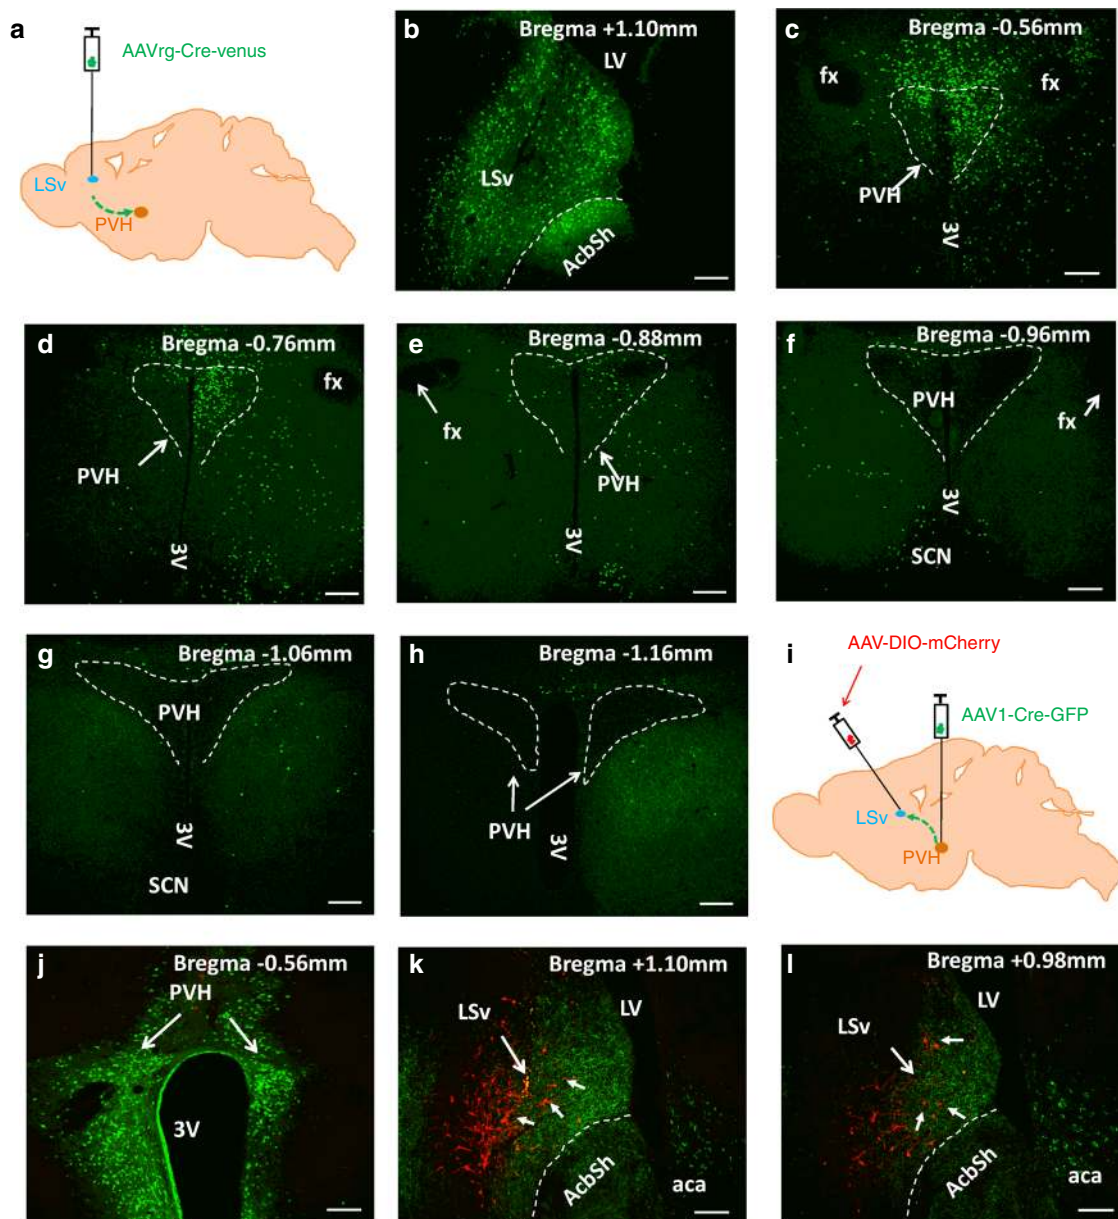 a
AAVrg-Cre-venus
LSv
PVH
b
Bregma +1.10mm
LV
LSv
AcbSh
c
Bregma -0.56mm
fx
fx
PVH
3V
d
Bregma -0.76mm
fx
PVH
3V
e
Bregma -0.88mm
fx
PVH
3V
f
Bregma -0.96mm
PVH
fx
3V
SCN
g
Bregma -1.06mm
PVH
3V
SCN
h
Bregma -1.16mm
PVH
3V
i
AAV-DIO-mCherry
AAV1-Cre-GFP
LSv
PVH
j
Bregma -0.56mm
PVH
3V
k
Bregma +1.10mm
LSv
LV
AcbSh
aca
l
Bregma +0.98mm
LV
LSv
AcbSh
aca